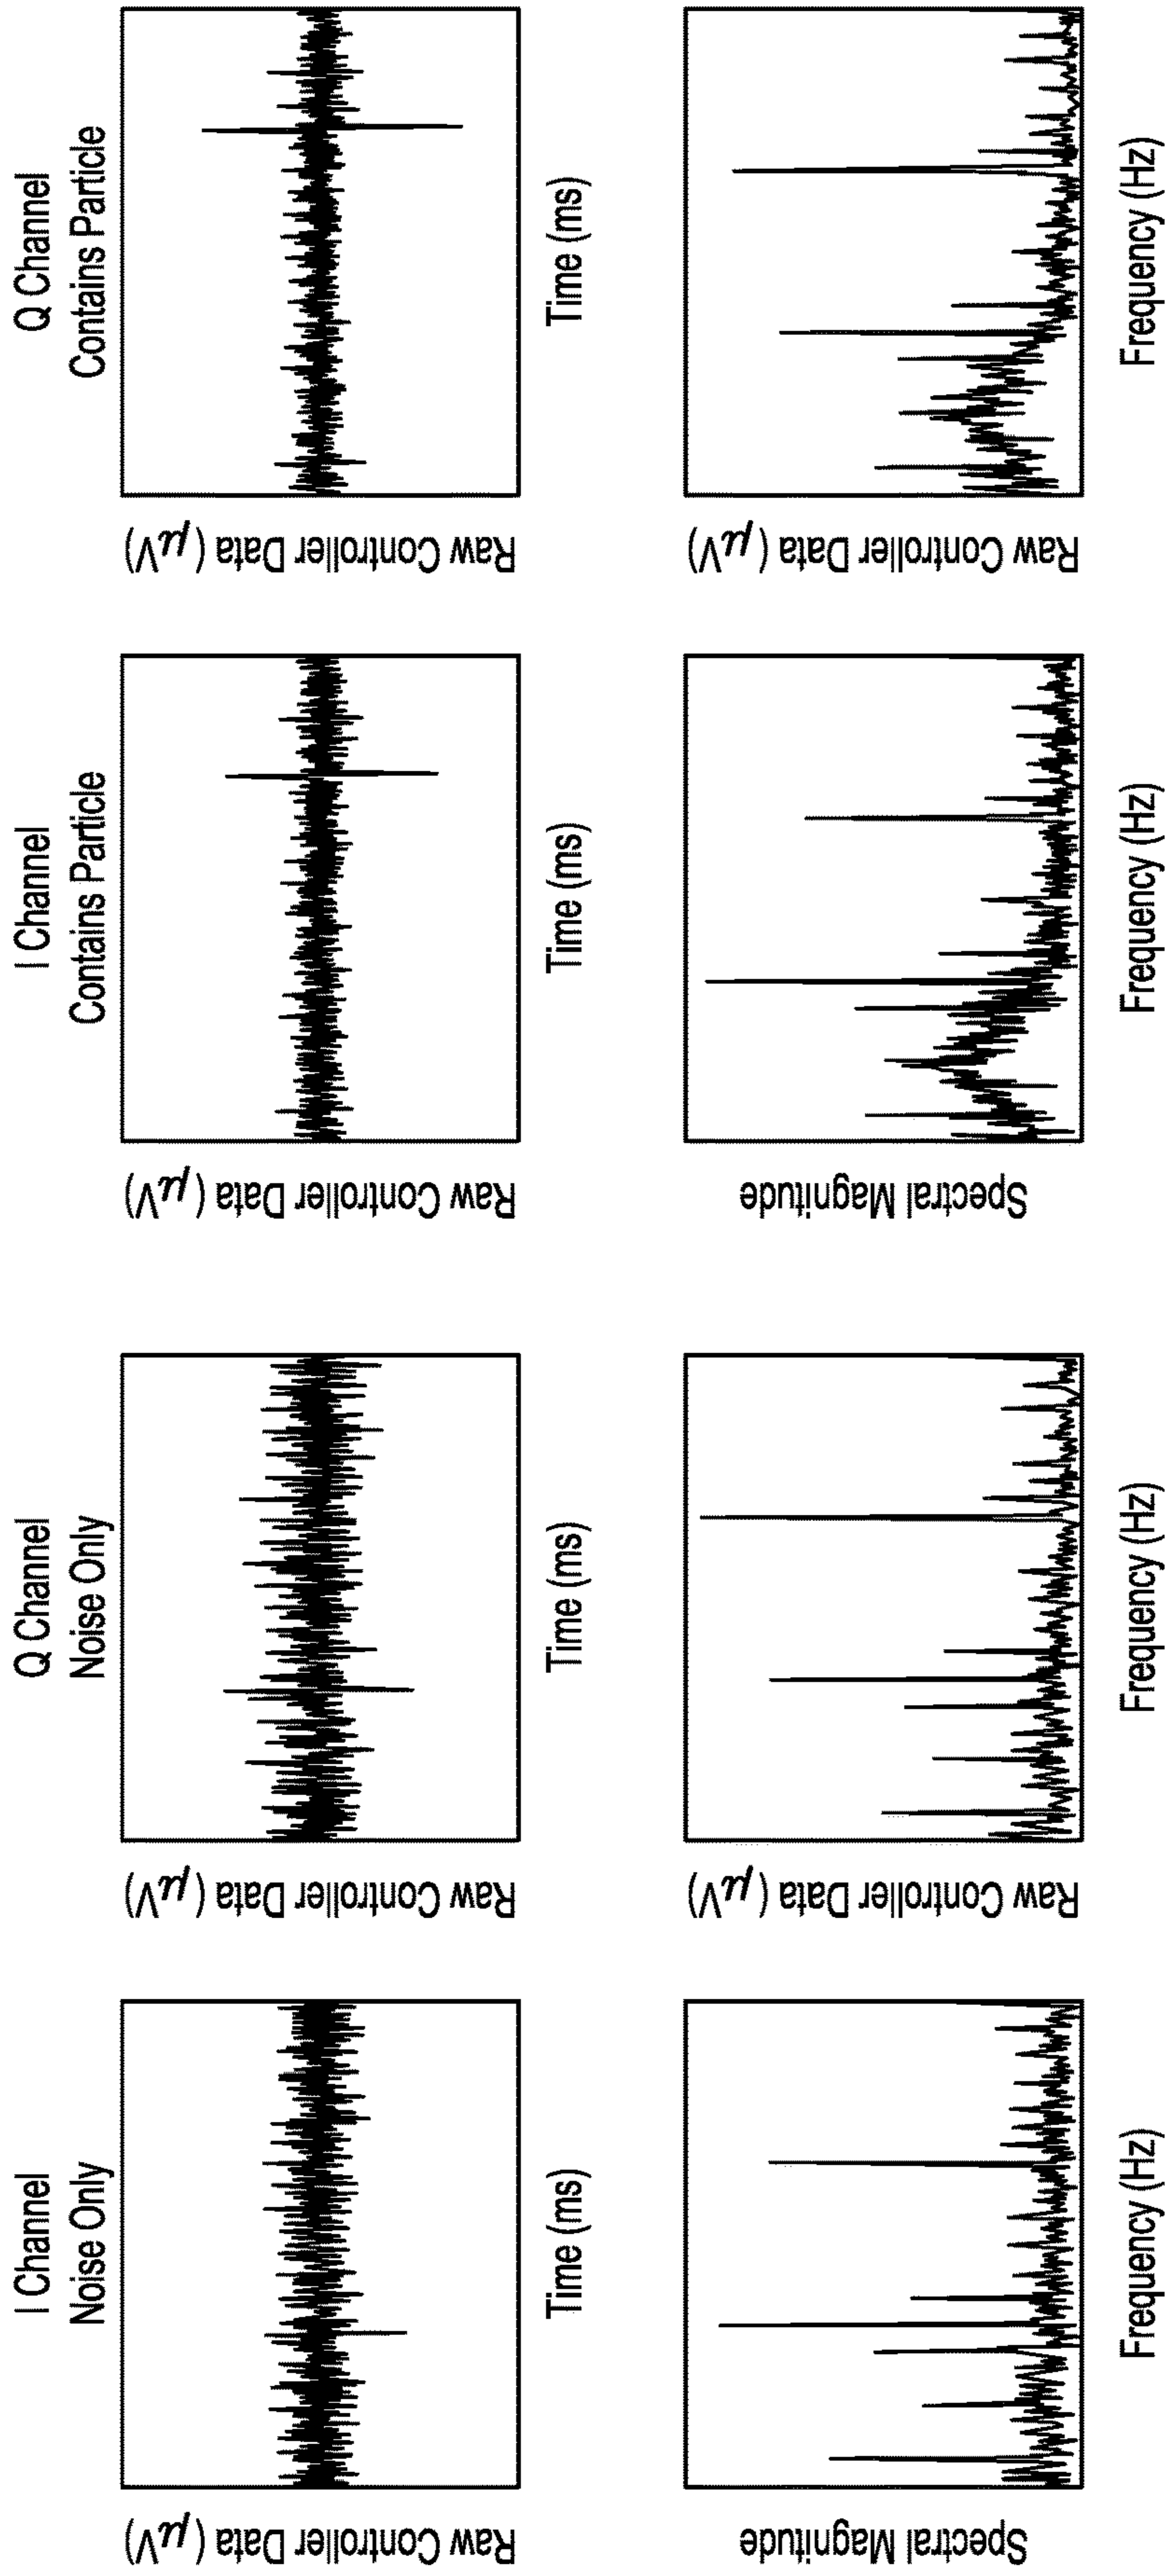 I Channel
Noise Only
Raw Controller Data (μV)
Time (ms)
Q Channel
Noise Only
Raw Controller Data (μV)
Time (ms)
I Channel
Contains Particle
Raw Controller Data (μV)
Time (ms)
Q Channel
Contains Particle
Raw Controller Data (μV)
Time (ms)
Spectral Magnitude
Frequency (Hz)
Raw Controller Data (μV)
Frequency (Hz)
Spectral Magnitude
Frequency (Hz)
Raw Controller Data (μV)
Frequency (Hz)